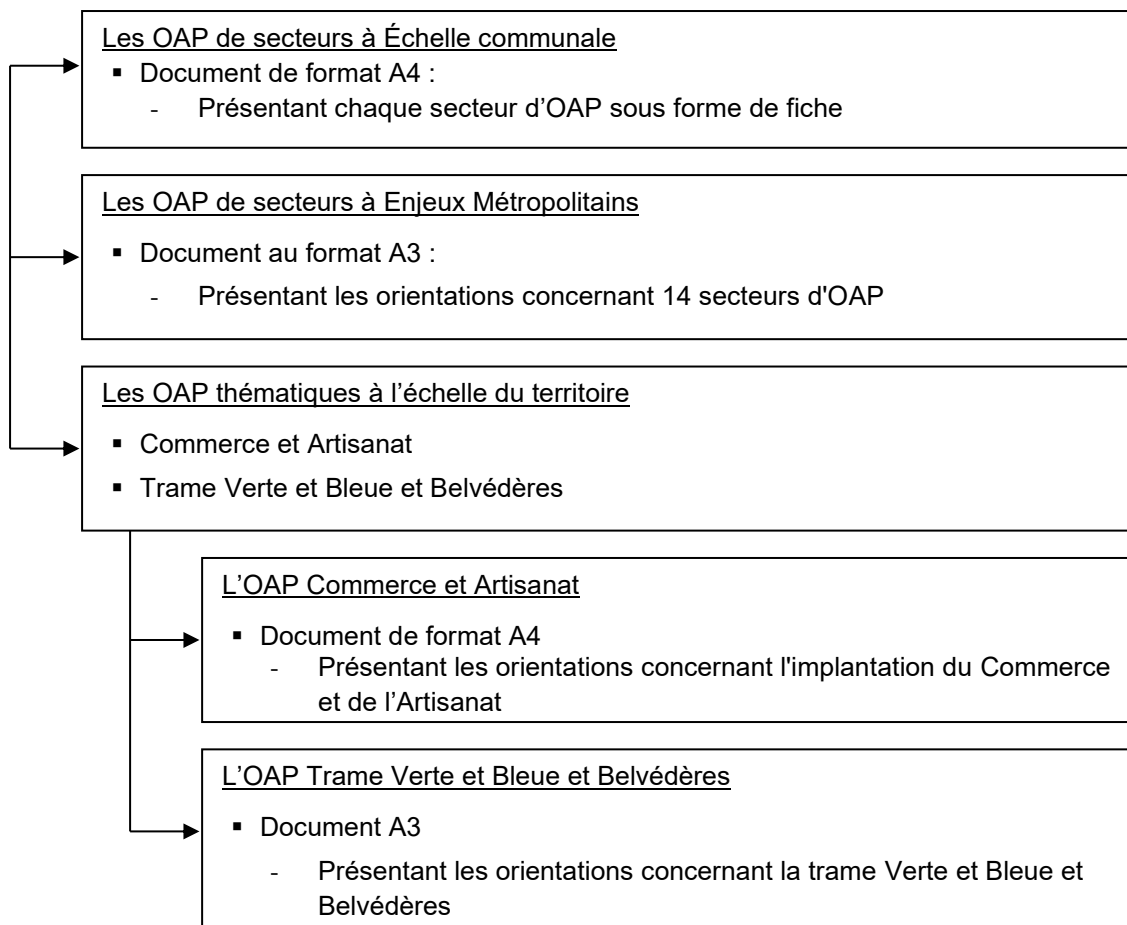 Les OAP de secteurs à Échelle communale
▪ Document de format A4 :
- Présentant chaque secteur d’OAP sous forme de fiche
Les OAP de secteurs à Enjeux Métropolitains
▪ Document au format A3 :
- Présentant les orientations concernant 14 secteurs d'OAP
Les OAP thématiques à l’échelle du territoire
▪ Commerce et Artisanat
▪ Trame Verte et Bleue et Belvédères
L’OAP Commerce et Artisanat
▪ Document de format A4
- Présentant les orientations concernant l'implantation du Commerce
et de l’Artisanat
L’OAP Trame Verte et Bleue et Belvédères
▪ Document A3
- Présentant les orientations concernant la trame Verte et Bleue et
Belvédères